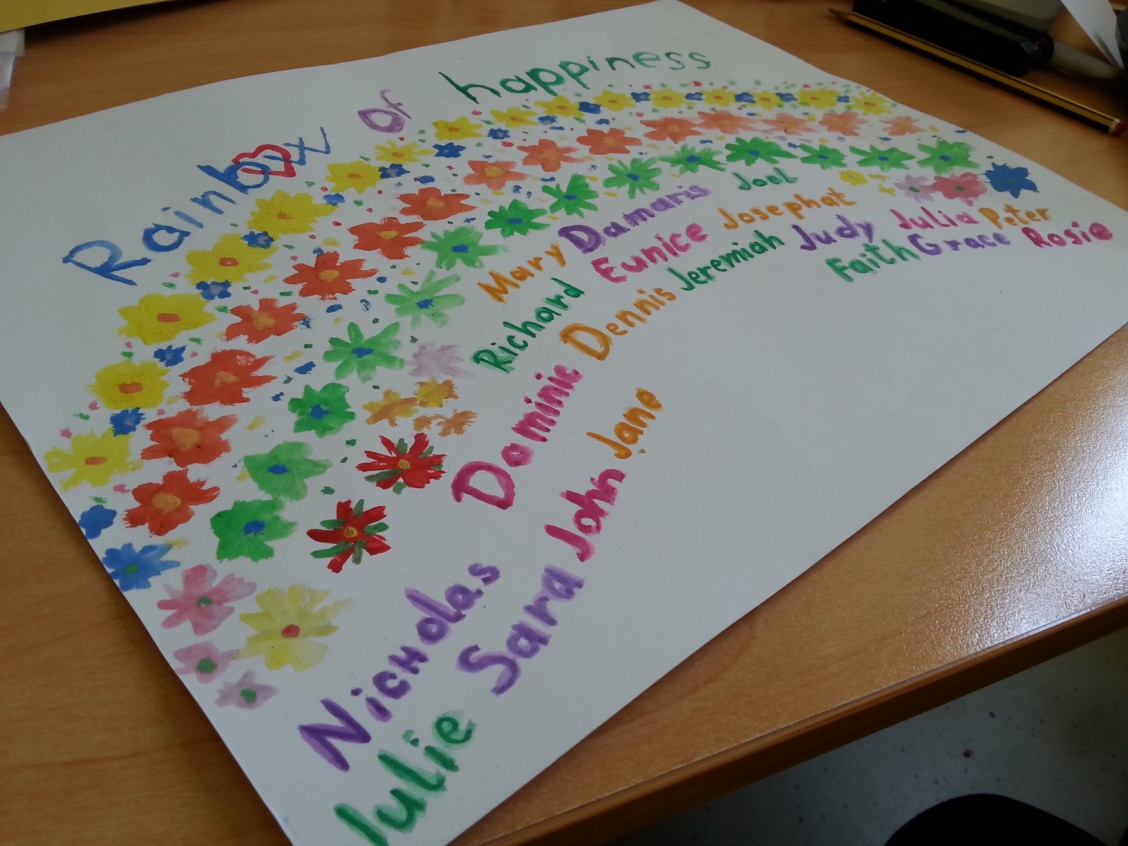 Rainbow of happiness
Mary Damaris Joel
Richard Eunice Josephat
Dominic Dennis Jeremiah Judy Julia Peter
Faith Grace Rosie
Nicholas
Sara John Jane
Julie